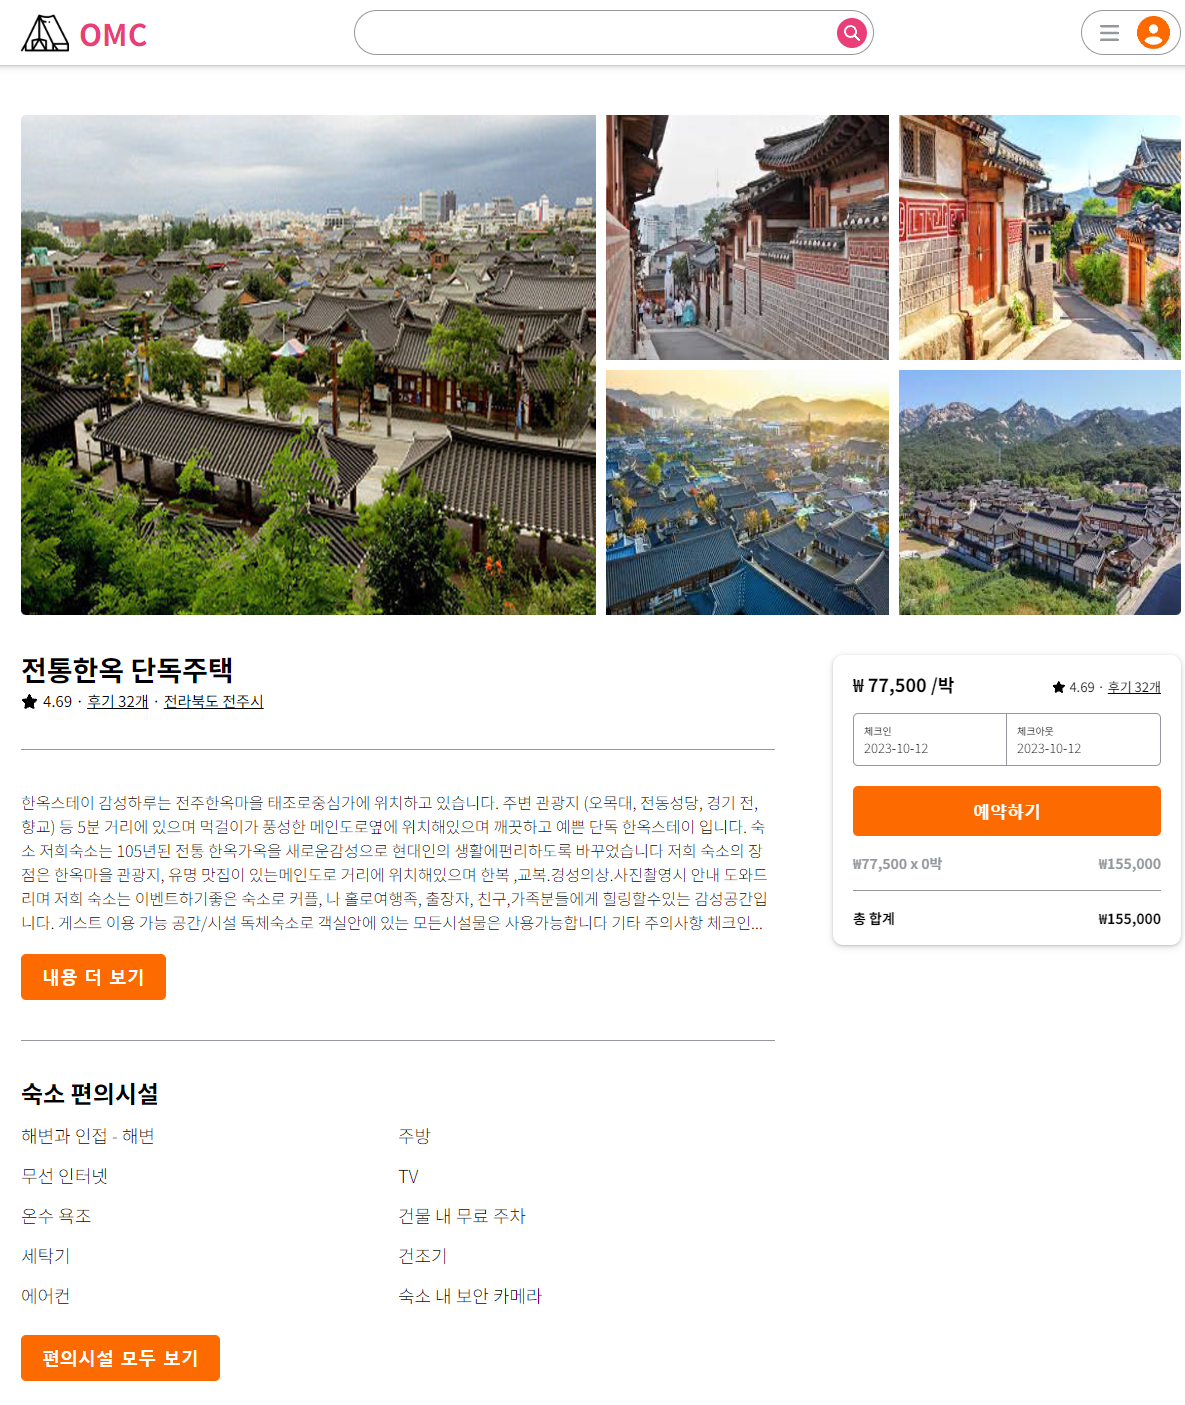 OMC
전통한옥 단독주택
4.69 · 후기 32개 · 전라북도 전주시
한옥스테이 감성하루는 전주한옥마을 태조로중심가에 위치하고 있습니다. 주변 관광지 (오목대, 전동성당, 경기 전,
향교) 등 5분 거리에 있으며 먹걸이가 풍성한 메인도로옆에 위치해있으며 깨끗하고 예쁜 단독 한옥스테이 입니다. 숙
소 저희숙소는 105년된 전통 한옥가옥을 새로운감성으로 현대인의 생활에편리하도록 바꾸었습니다 저희 숙소의 장
점은 한옥마을 관광지, 유명 맛집이 있는메인도로 거리에 위치해있으며 한복 ,교복.경성의상.사진촬영시 안내 도와드
리며 저희 숙소는 이벤트하기좋은 숙소로 커플, 나 홀로여행족, 출장자, 친구,가족분들에게 힐링할수있는 감성공간입
니다. 게스트 이용 가능 공간/시설 독체숙소로 객실안에 있는 모든시설물은 사용가능합니다 기타 주의사항 체크인...
내용 더 보기
숙소 편의시설
해변과 인접 - 해변
주방
무선 인터넷
TV
온수 욕조
건물 내 무료 주차
세탁기
건조기
에어컨
숙소 내 보안 카메라
편의시설 모두 보기
₩ 77,500 /박
4.69 · 후기 32개
체크인
2023-10-12
체크아웃
2023-10-12
예약하기
₩77,500 x 0박
₩155,000
총 합계
₩155,000